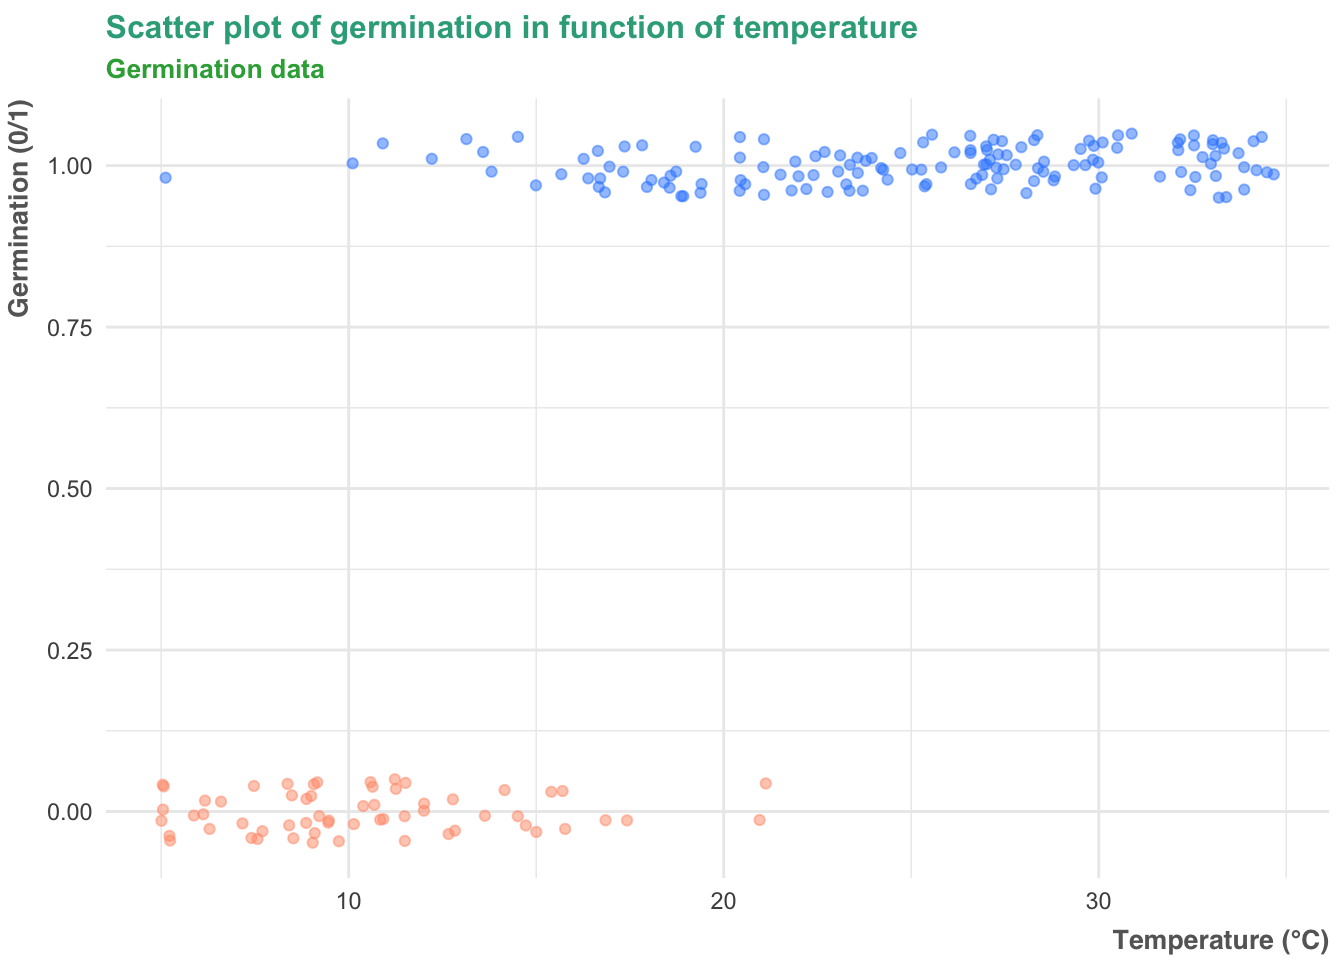 Scatter plot of germination in function of temperature
Germination data
Germination (0/1)
1.00
0.75
0.50
0.25
0.00
10 20 30
Temperature (°C)